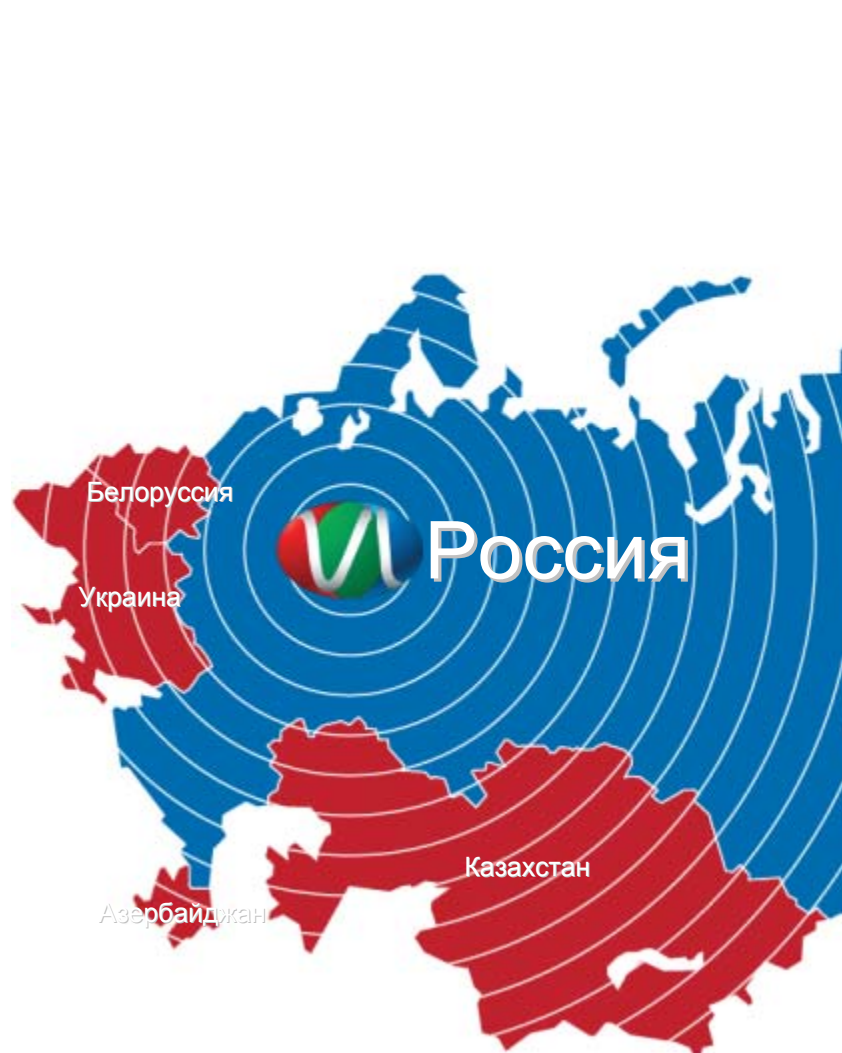 Белоруссия
Россия
Украина
Казахстан
Азербайджан